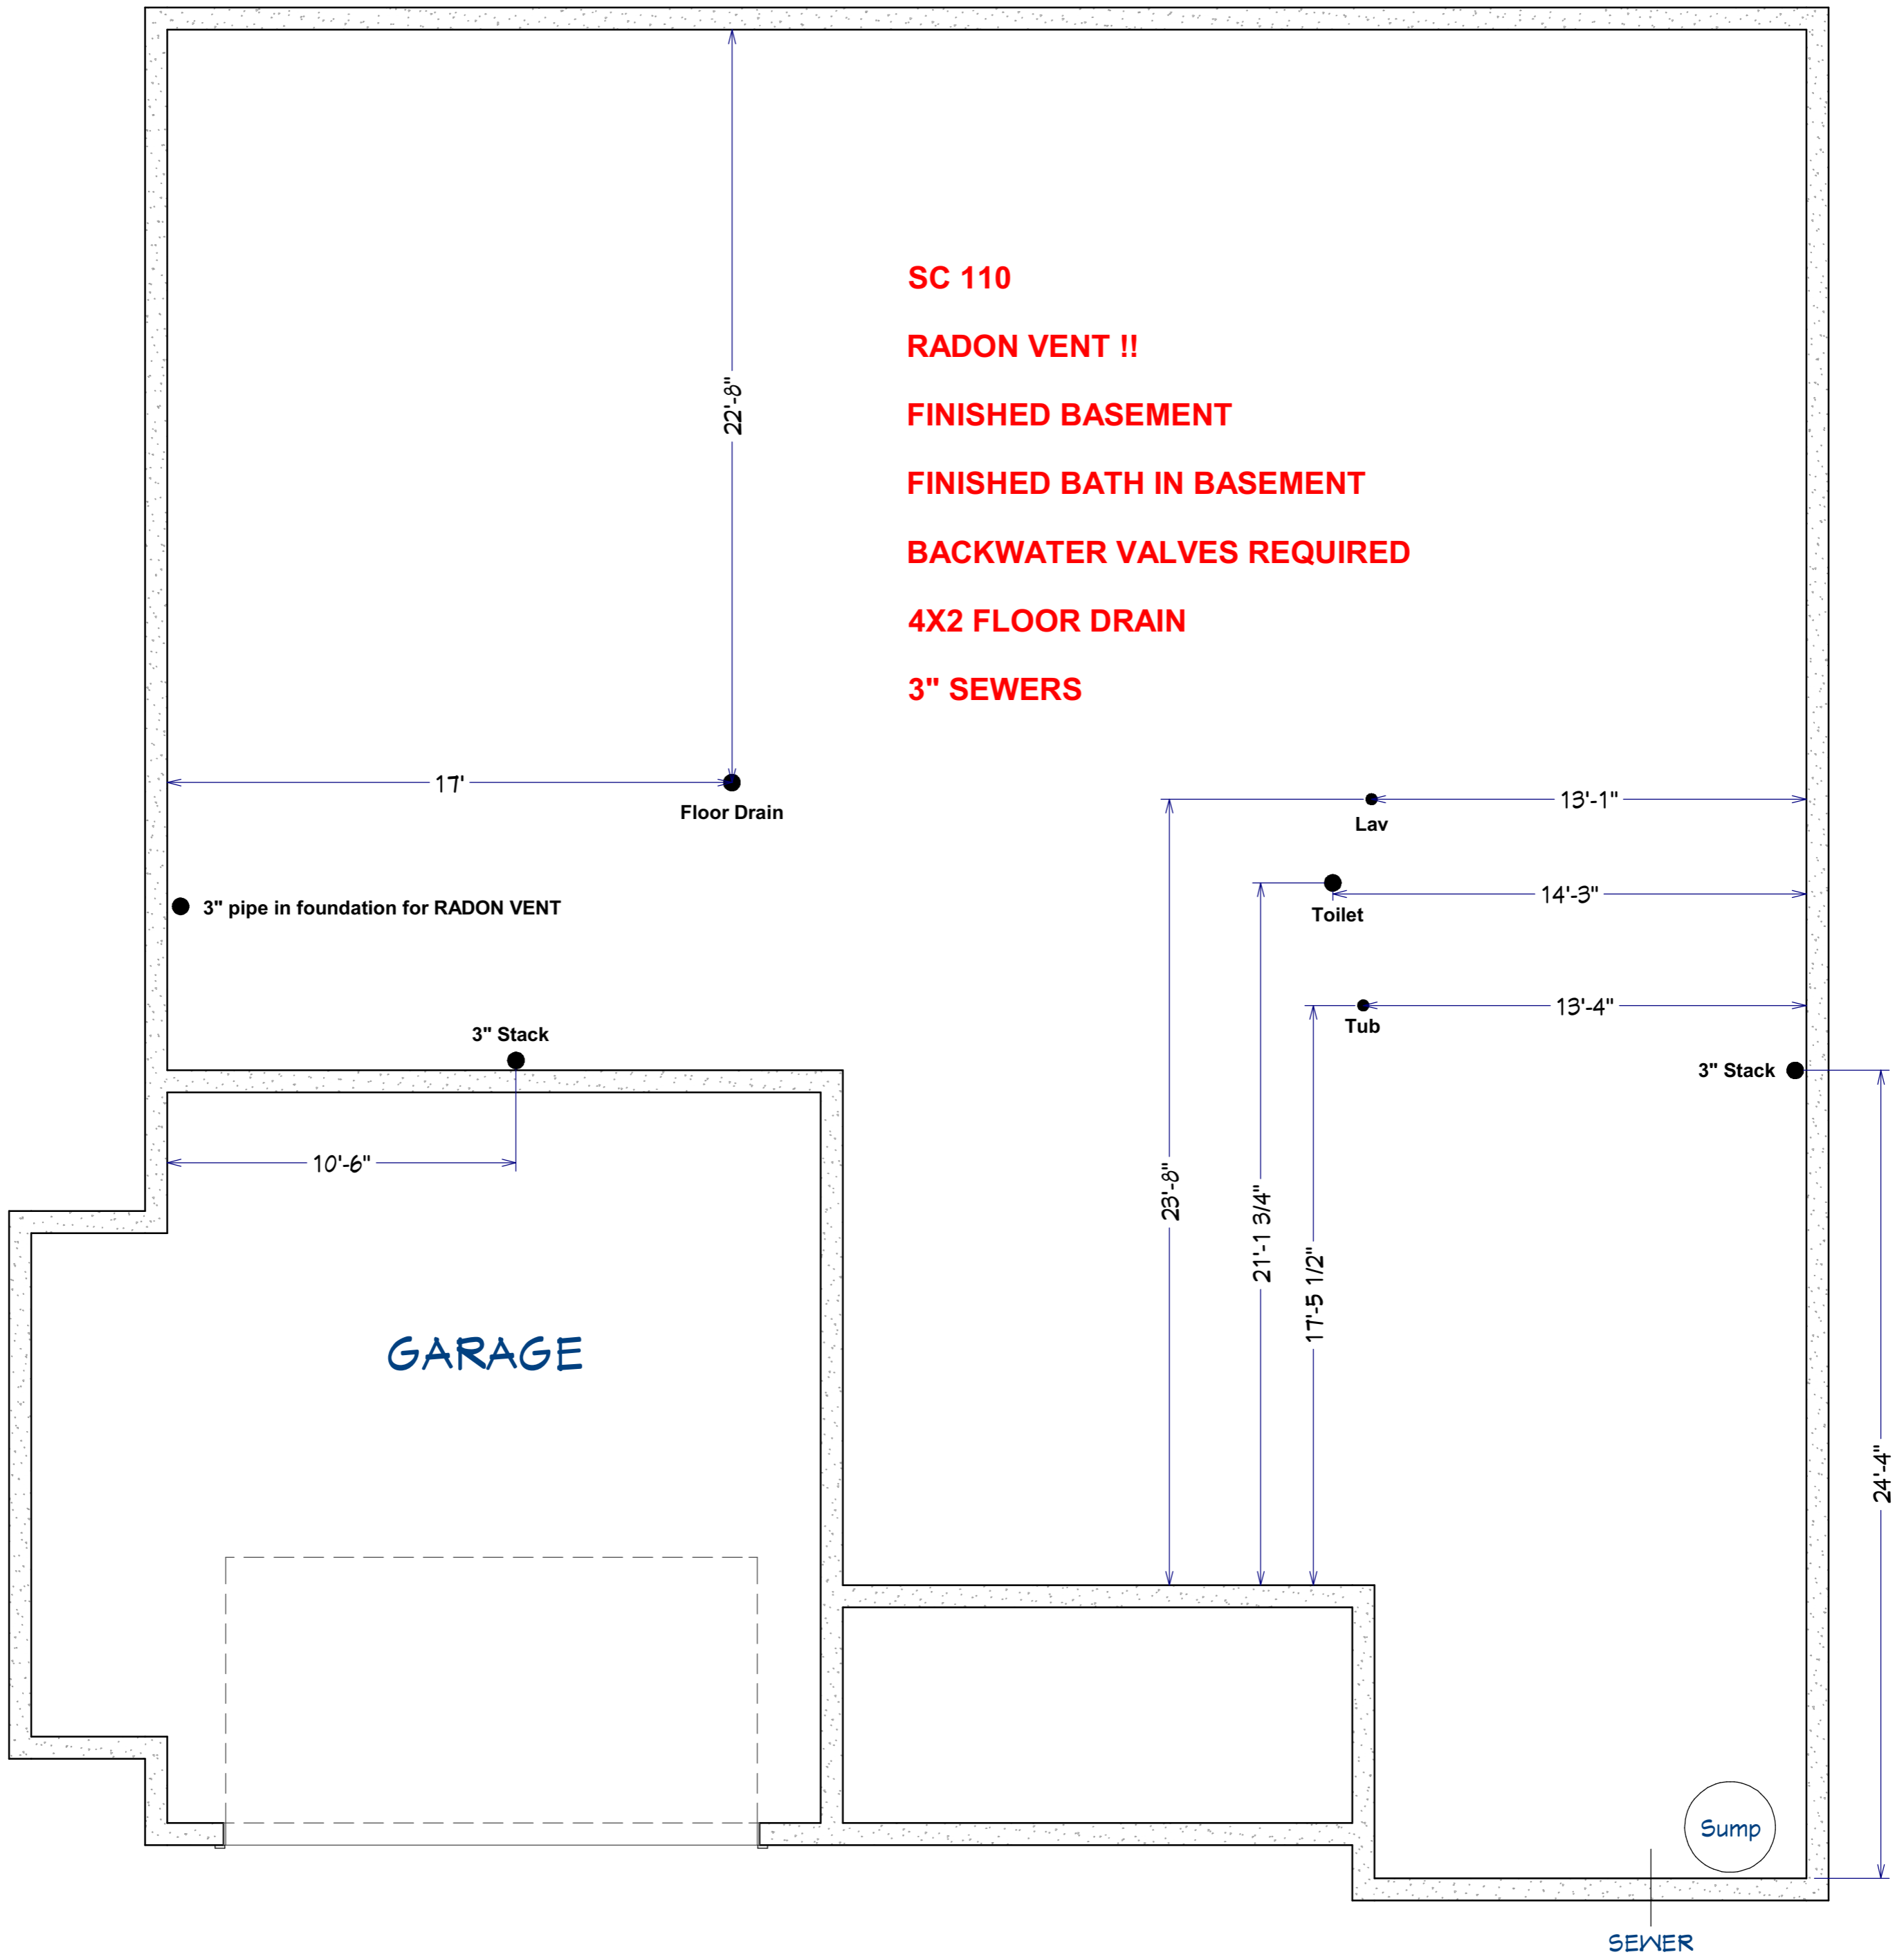 SC 110
RADON VENT !!
FINISHED BASEMENT
FINISHED BATH IN BASEMENT
BACKWATER VALVES REQUIRED
4X2 FLOOR DRAIN
3" SEWERS
22'-8"
17'
Floor Drain
13'-1"
Lav
14'-3"
Toilet
3" pipe in foundation for RADON VENT
13'-4"
Tub
3" Stack
3" Stack
10'-6"
23'-8"
21'-1 3/4"
17'-5 1/2"
GARAGE
24'-4"
Sump
SEWER